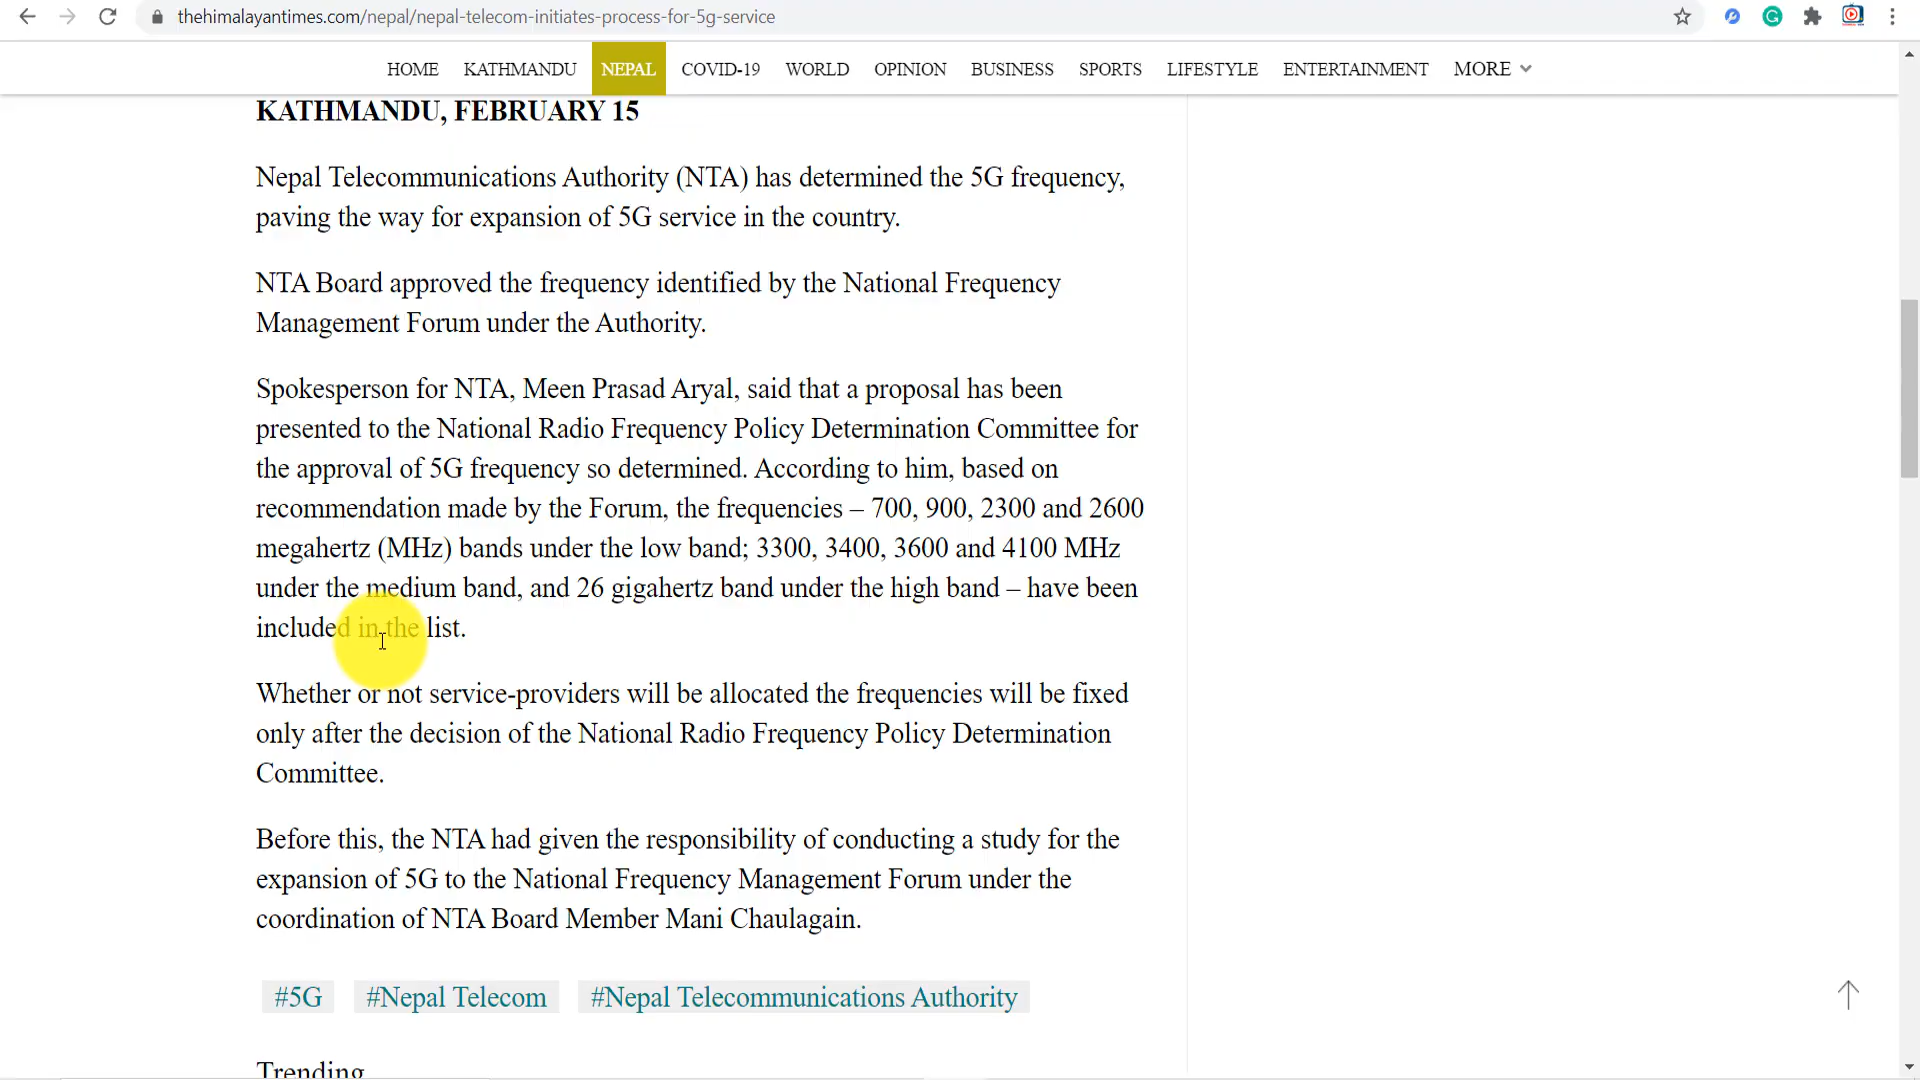 thehimalayantimes.com/nepal/nepal-telecom-initiates-process-for-5g-service
HOME KATHMANDU NEPAL COVID-19 WORLD OPINION BUSINESS SPORTS LIFESTYLE ENTERTAINMENT MORE
KATHMANDU, FEBRUARY 15
Nepal Telecommunications Authority (NTA) has determined the 5G frequency,
paving the way for expansion of 5G service in the country.
NTA Board approved the frequency identified by the National Frequency
Management Forum under the Authority.
Spokesperson for NTA, Meen Prasad Aryal, said that a proposal has been
presented to the National Radio Frequency Policy Determination Committee for
the approval of 5G frequency so determined. According to him, based on
recommendation made by the Forum, the frequencies – 700, 900, 2300 and 2600
megahertz (MHz) bands under the low band; 3300, 3400, 3600 and 4100 MHz
under the medium band, and 26 gigahertz band under the high band – have been
included in the list.
Whether or not service-providers will be allocated the frequencies will be fixed
only after the decision of the National Radio Frequency Policy Determination
Committee.
Before this, the NTA had given the responsibility of conducting a study for the
expansion of 5G to the National Frequency Management Forum under the
coordination of NTA Board Member Mani Chaulagain.
#5G #Nepal Telecom #Nepal Telecommunications Authority
Trending